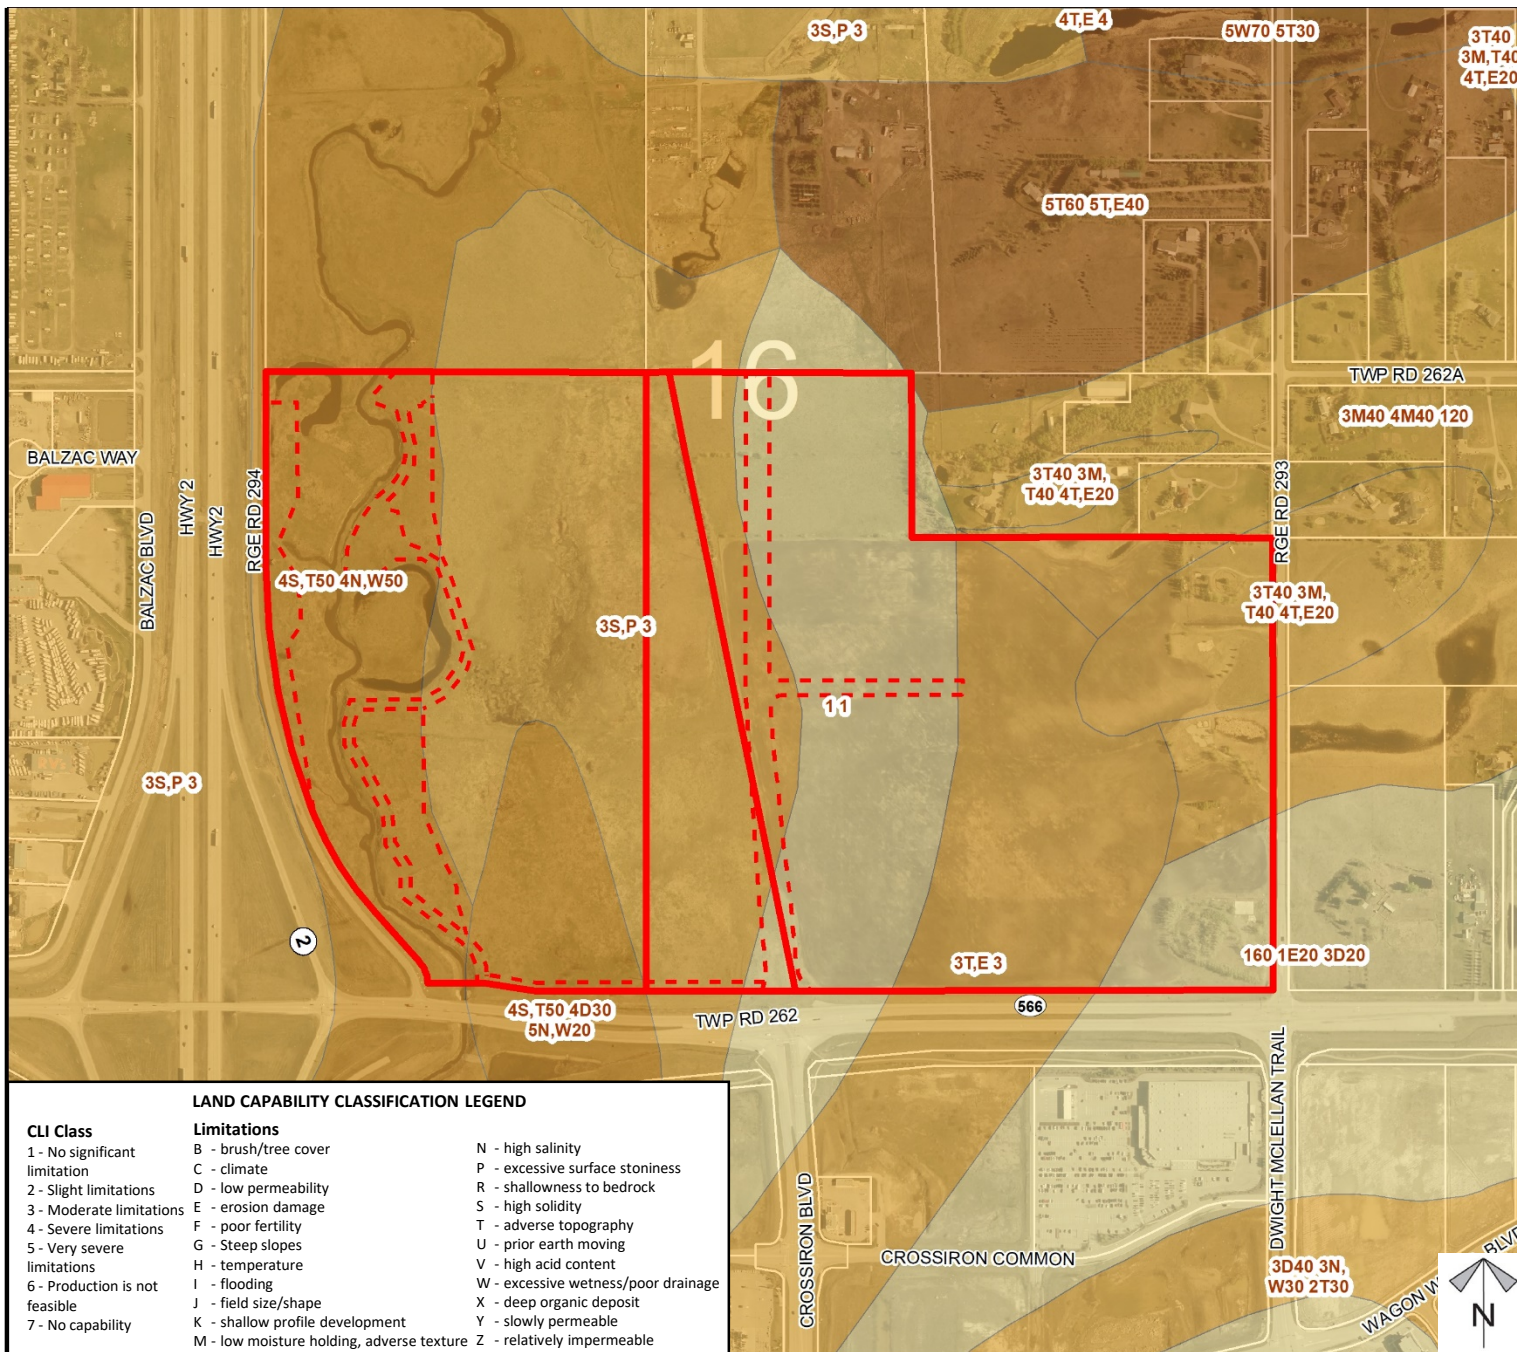 3S,P 3
4T,E 4
5W70 5T30
3T40
3M,T40
4T,E20
5T60 5T,E40
16
TWP RD 262A
3M40 4M40 120
BALZAC WAY
3T40 3M,
T40 4T,E20
RGE RD 294
HWY 2
HWY2
BALZAC BLVD
RGE RD 293
4S,T50 4N,W50
3S,P 3
3T40 3M,
T40 4T,E20
1 1
3S,P 3
2
3T,E 3
160 1E20 3D20
4S,T50 4D30
5N,W20
TWP RD 262
566
DWIGHT MCLELLAN TRAIL
CROSSIRON BLVD
CROSSIRON COMMON
3D40 3N,
W30 2T30
WAGON W
BLVD
N
LAND CAPABILITY CLASSIFICATION LEGEND
CLI Class
1 - No significant
limitation
2 - Slight limitations
3 - Moderate limitations
4 - Severe limitations
5 - Very severe
limitations
6 - Production is not
feasible
7 - No capability
Limitations
B - brush/tree cover
C - climate
D - low permeability
E - erosion damage
F - poor fertility
G - Steep slopes
H - temperature
I - flooding
J - field size/shape
K - shallow profile development
M - low moisture holding, adverse texture
N - high salinity
P - excessive surface stoniness
R - shallowness to bedrock
S - high solidity
T - adverse topography
U - prior earth moving
V - high acid content
W - excessive wetness/poor drainage
X - deep organic deposit
Y - slowly permeable
Z - relatively impermeable